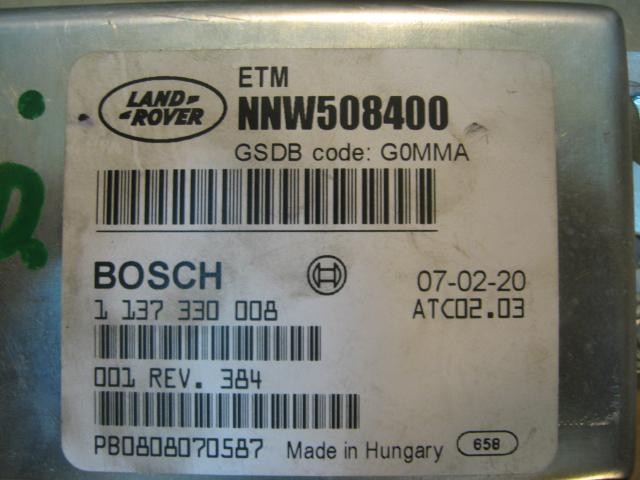 LAND-
-ROVER
ETM
NNW508400
GSDB code: G0MMA
BOSCH
07-02-20
1 137 330 008
ATC02.03
001 REV. 384
PB0808070587
Made in Hungary
658